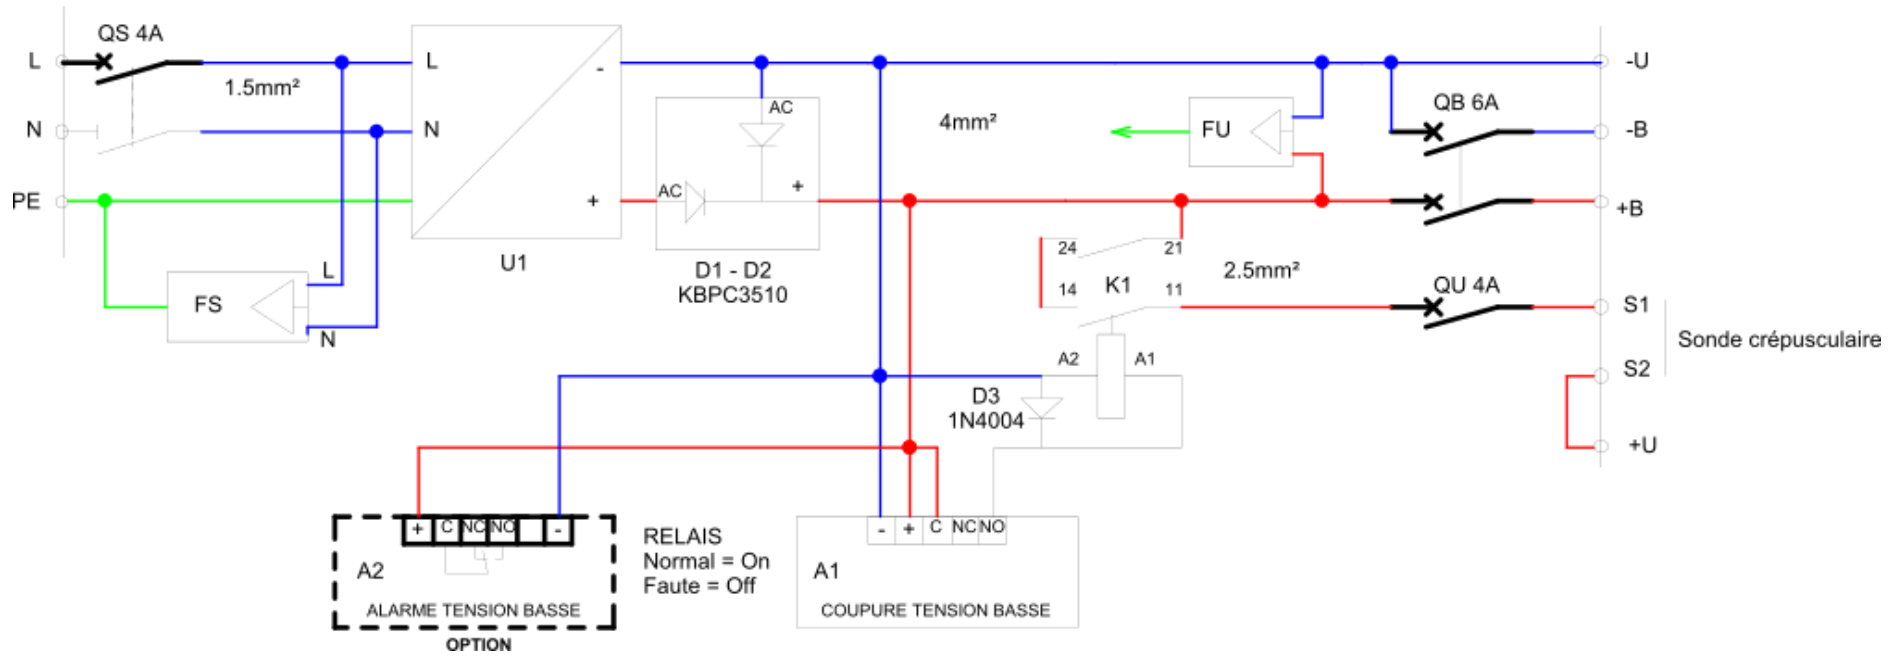 QS 4A
L
1.5mm²
N
PE
L
N
-
+
U1
FS
L
N
AC
AC
+
D1 - D2
KBPC3510
4mm²
FU
QB 6A
-U
-B
+B
24
21
14
K1
11
2.5mm²
QU 4A
S1
Sonde crépusculaire
S2
+U
A2
A1
D3
1N4004
+ C NC NO -
A2
ALARME TENSION BASSE
OPTION
RELAIS
Normal = On
Faute = Off
- + C NC NO
A1
COUPURE TENSION BASSE